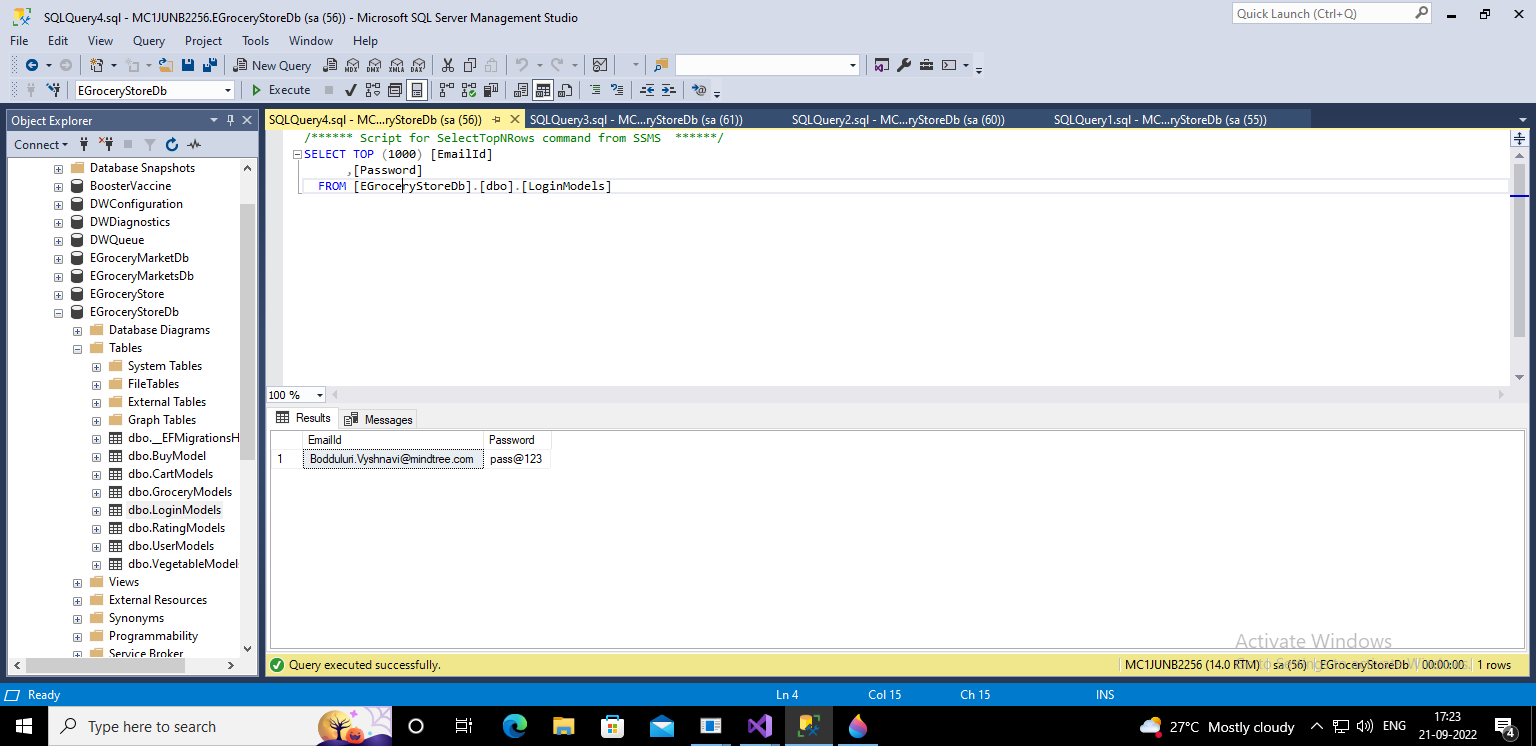 SQLQuery4.sql - MC1JUNB2256.EGroceryStoreDb (sa (56)) - Microsoft SQL Server Management Studio
Quick Launch (Ctrl+Q)
File Edit View Query Project Tools Window Help
New Query MDX DMX XMLA DAX
EGroceryStoreDb Execute
Object Explorer
SQLQuery4.sql - MC...ryStoreDb (sa (56)) SQLQuery3.sql - MC...ryStoreDb (sa (61)) SQLQuery2.sql - MC...ryStoreDb (sa (60)) SQLQuery1.sql - MC...ryStoreDb (sa (55))
Connect
/****** Script for SelectTopNRows command from SSMS ******/
SELECT TOP (1000) [EmailId]
,[Password]
FROM [EGroceryStoreDb].[dbo].[LoginModels]
Database Snapshots
BoosterVaccine
DWConfiguration
DWDiagnostics
DWQueue
EGroceryMarketDb
EGroceryMarketsDb
EGroceryStore
EGroceryStoreDb
Database Diagrams
Tables
System Tables
FileTables
External Tables
Graph Tables
dbo.__EFMigrationsH
dbo.BuyModel
dbo.CartModels
dbo.GroceryModels
dbo.LoginModels
dbo.RatingModels
dbo.UserModels
dbo.VegetableModel
Views
External Resources
Synonyms
Programmability
Service Broker
100 %
Results Messages
EmailId Password
1 Bodduluri.Vyshnavi@mindtree.com pass@123
Activate Windows
Query executed successfully. MC1JUNB2256 (14.0 RTM) sa (56) EGroceryStoreDb 00:00:00 1 rows
Ready Ln 4 Col 15 Ch 15 INS
Type here to search
27°C Mostly cloudy ENG 17:23
21-09-2022
4